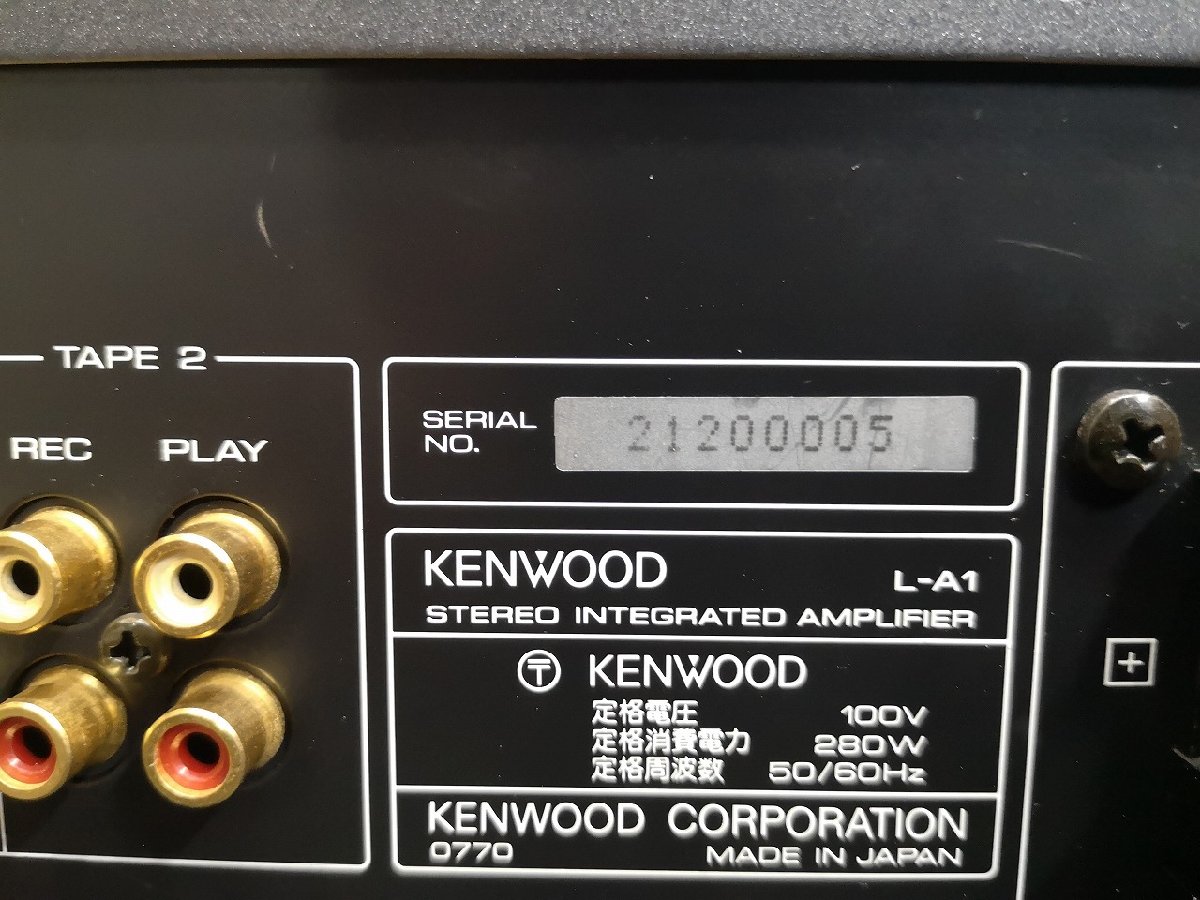 TAPE 2
REC PLAY
SERIAL NO. 21200005
KENWOOD L-A1
STEREO INTEGRATED AMPLIFIER
〒 KENWOOD
定格電圧 100V
定格消費電力 280W
定格周波数 50/60Hz
KENWOOD CORPORATION
0770 MADE IN JAPAN